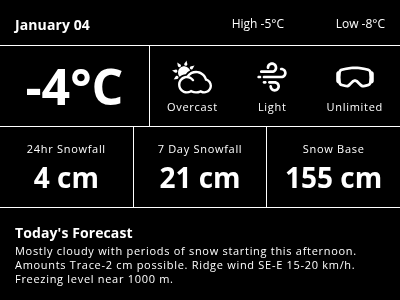 January 04 High -5°C Low -8°C
-4°C
Overcast Light Unlimited
24hr Snowfall 7 Day Snowfall Snow Base
4 cm 21 cm 155 cm
Today's Forecast
Mostly cloudy with periods of snow starting this afternoon.
Amounts Trace-2 cm possible. Ridge wind SE-E 15-20 km/h.
Freezing level near 1000 m.